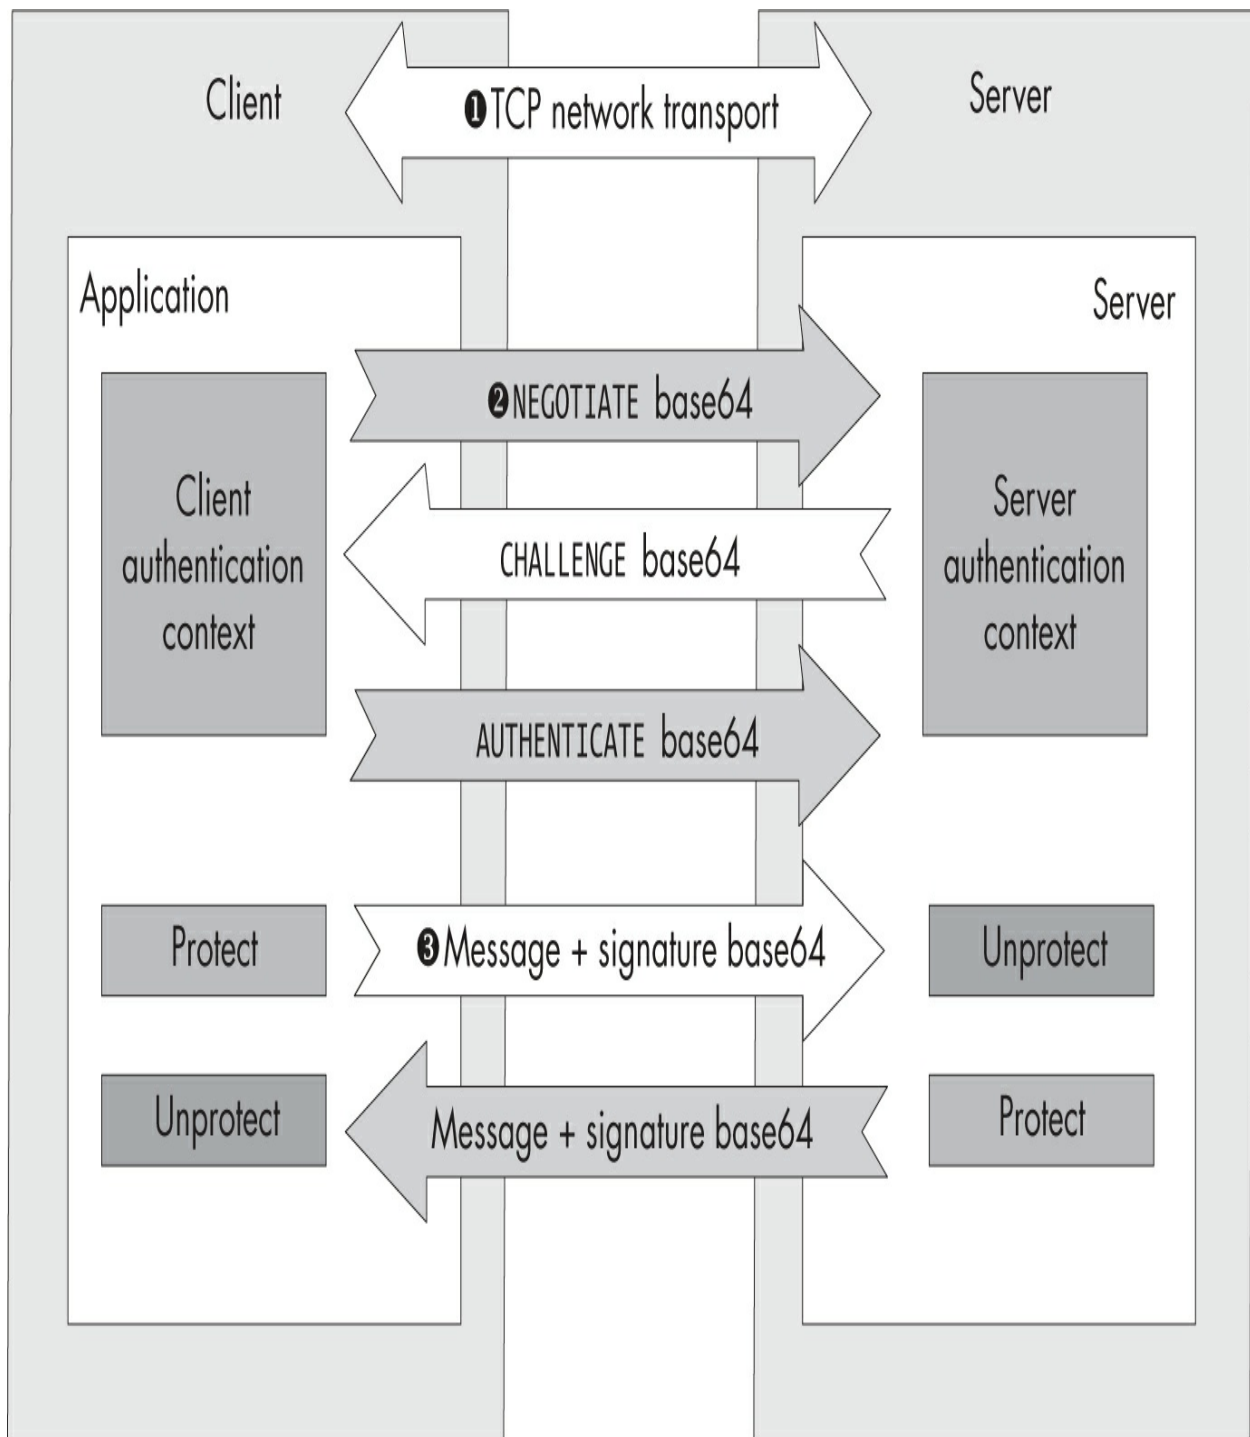 Client
❶TCP network transport
Server
Application
Server
❷NEGOTIATE base64
Client
authentication
context
Server
authentication
context
CHALLENGE base64
AUTHENTICATE base64
Protect
❸Message + signature base64
Unprotect
Unprotect
Message + signature base64
Protect